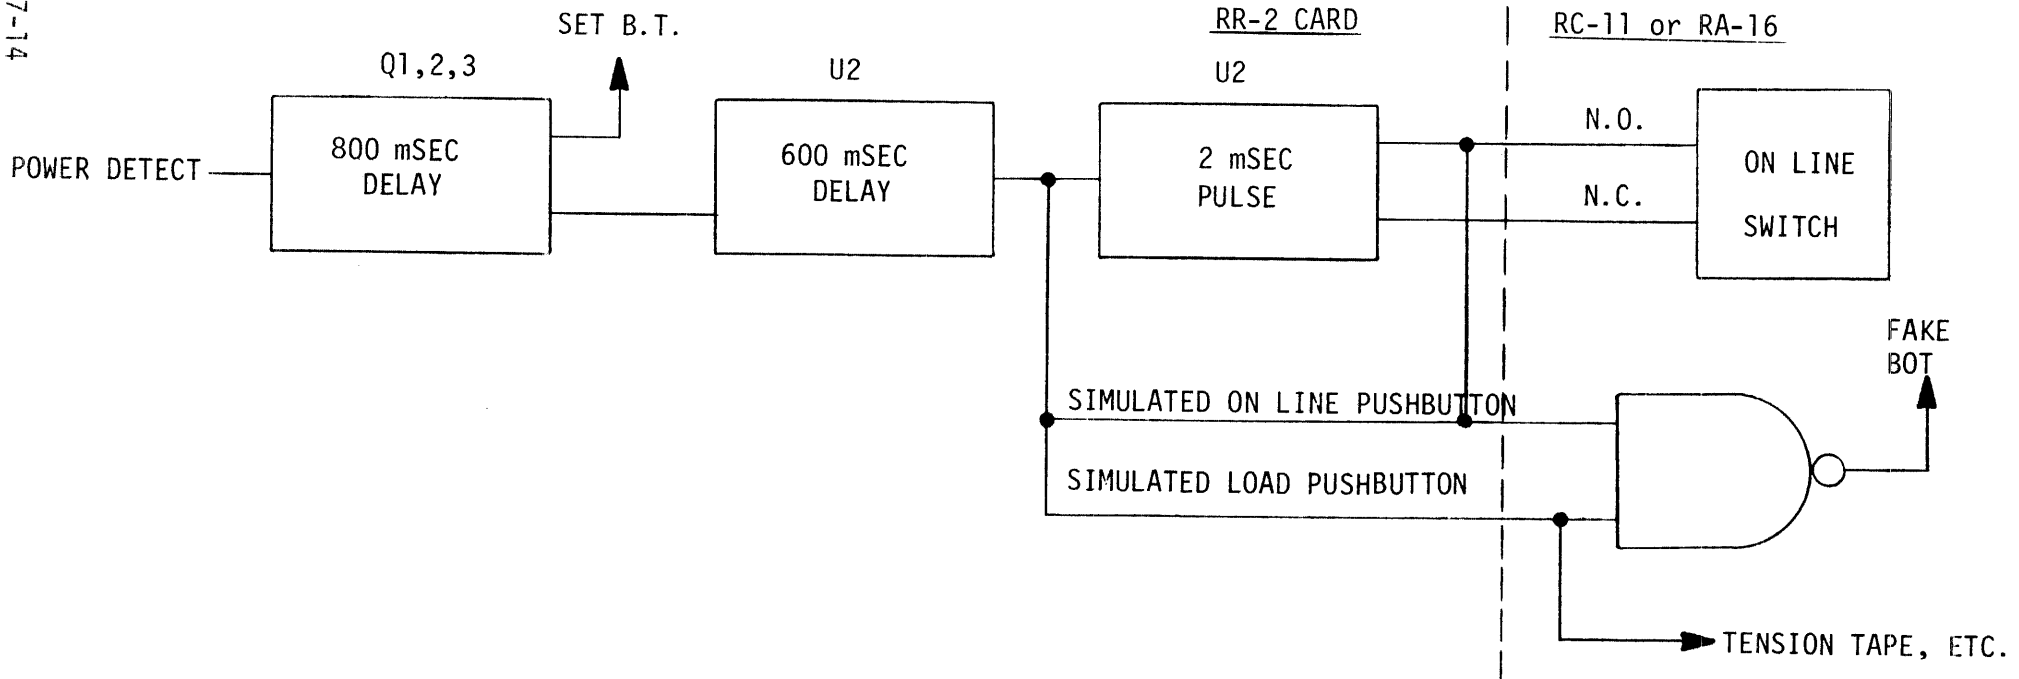 7-14
SET B.T.
RR-2 CARD
RC-11 or RA-16
Q1,2,3
U2
U2
POWER DETECT
800 mSEC
DELAY
600 mSEC
DELAY
2 mSEC
PULSE
N.O.
N.C.
ON LINE
SWITCH
FAKE
BOT
SIMULATED ON LINE PUSHBUTTON
SIMULATED LOAD PUSHBUTTON
TENSION TAPE, ETC.